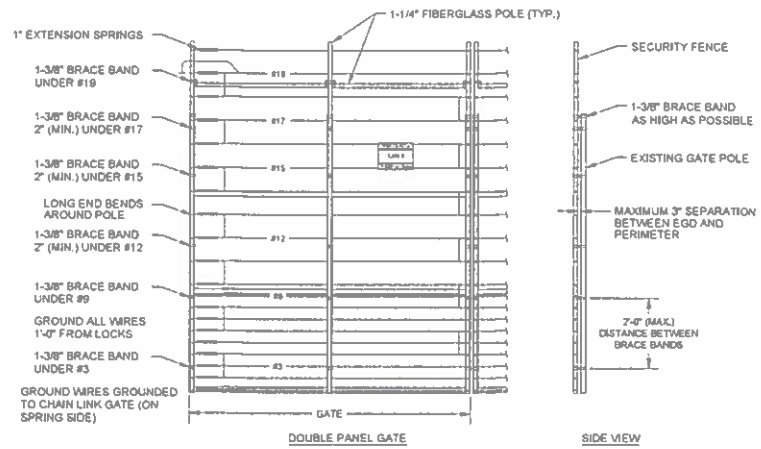 1-1/4" FIBERGLASS POLE (TYP.)
1" EXTENSION SPRINGS
1-3/8" BRACE BAND
UNDER #19
1-3/8" BRACE BAND
2" (MIN.) UNDER #17
1-3/8" BRACE BAND
2" (MIN.) UNDER #15
LONG END BENDS
AROUND POLE
1-3/8" BRACE BAND
2" (MIN.) UNDER #12
1-3/8" BRACE BAND
UNDER #9
GROUND ALL WIRES
1'-0" FROM LOCKS
1-3/8" BRACE BAND
UNDER #3
GROUND WIRES GROUNDED
TO CHAIN LINK GATE (ON
SPRING SIDE)
#17
#15
#12
#3
GATE
DOUBLE PANEL GATE
SECURITY FENCE
1-3/8" BRACE BAND
AS HIGH AS POSSIBLE
EXISTING GATE POLE
MAXIMUM 3" SEPARATION
BETWEEN EGD AND
PERIMETER
2'-0" (MAX.)
DISTANCE BETWEEN
BRACE BANDS
SIDE VIEW